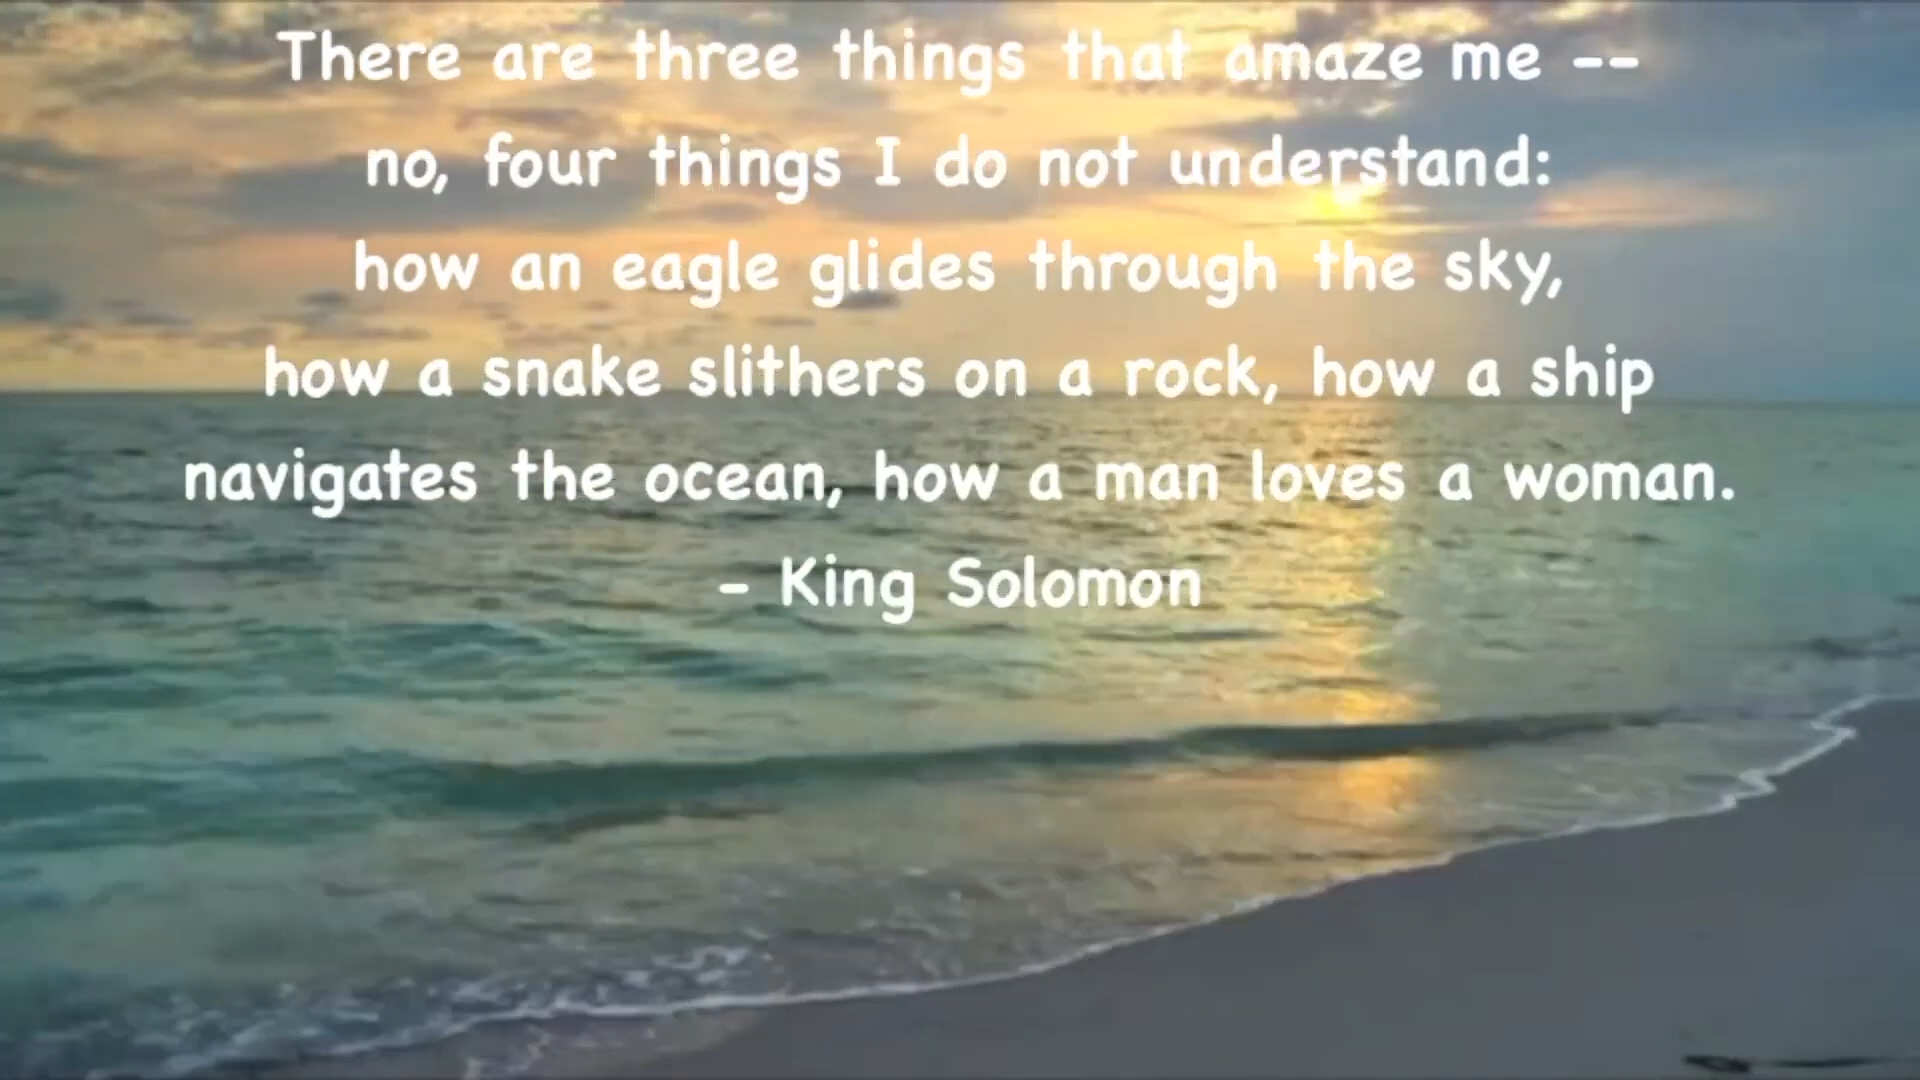 There are three things that amaze me --
no, four things I do not understand:
how an eagle glides through the sky,
how a snake slithers on a rock, how a ship
navigates the ocean, how a man loves a woman.
- King Solomon